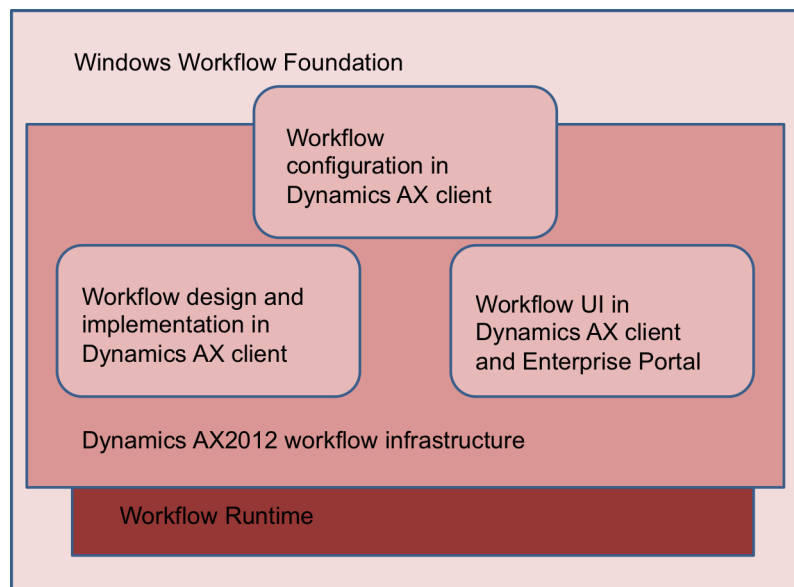 Windows Workflow Foundation
Workflow
configuration in
Dynamics AX client
Workflow design and
implementation in
Dynamics AX client
Workflow UI in
Dynamics AX client
and Enterprise Portal
Dynamics AX2012 workflow infrastructure
Workflow Runtime